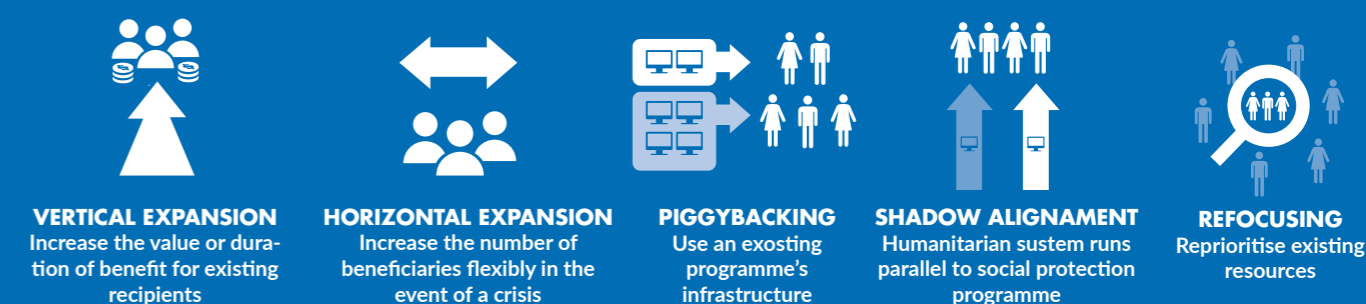 VERTICAL EXPANSION
Increase the value or dura-
tion of benefit for existing
recipients
HORIZONTAL EXPANSION
Increase the number of
beneficiaries flexibly in the
event of a crisis
PIGGYBACKING
Use an exosting
programme's
infrastructure
SHADOW ALIGNAMENT
Humanitarian sustem runs
parallel to social protection
programme
REFOCUSING
Reprioritise existing
resources